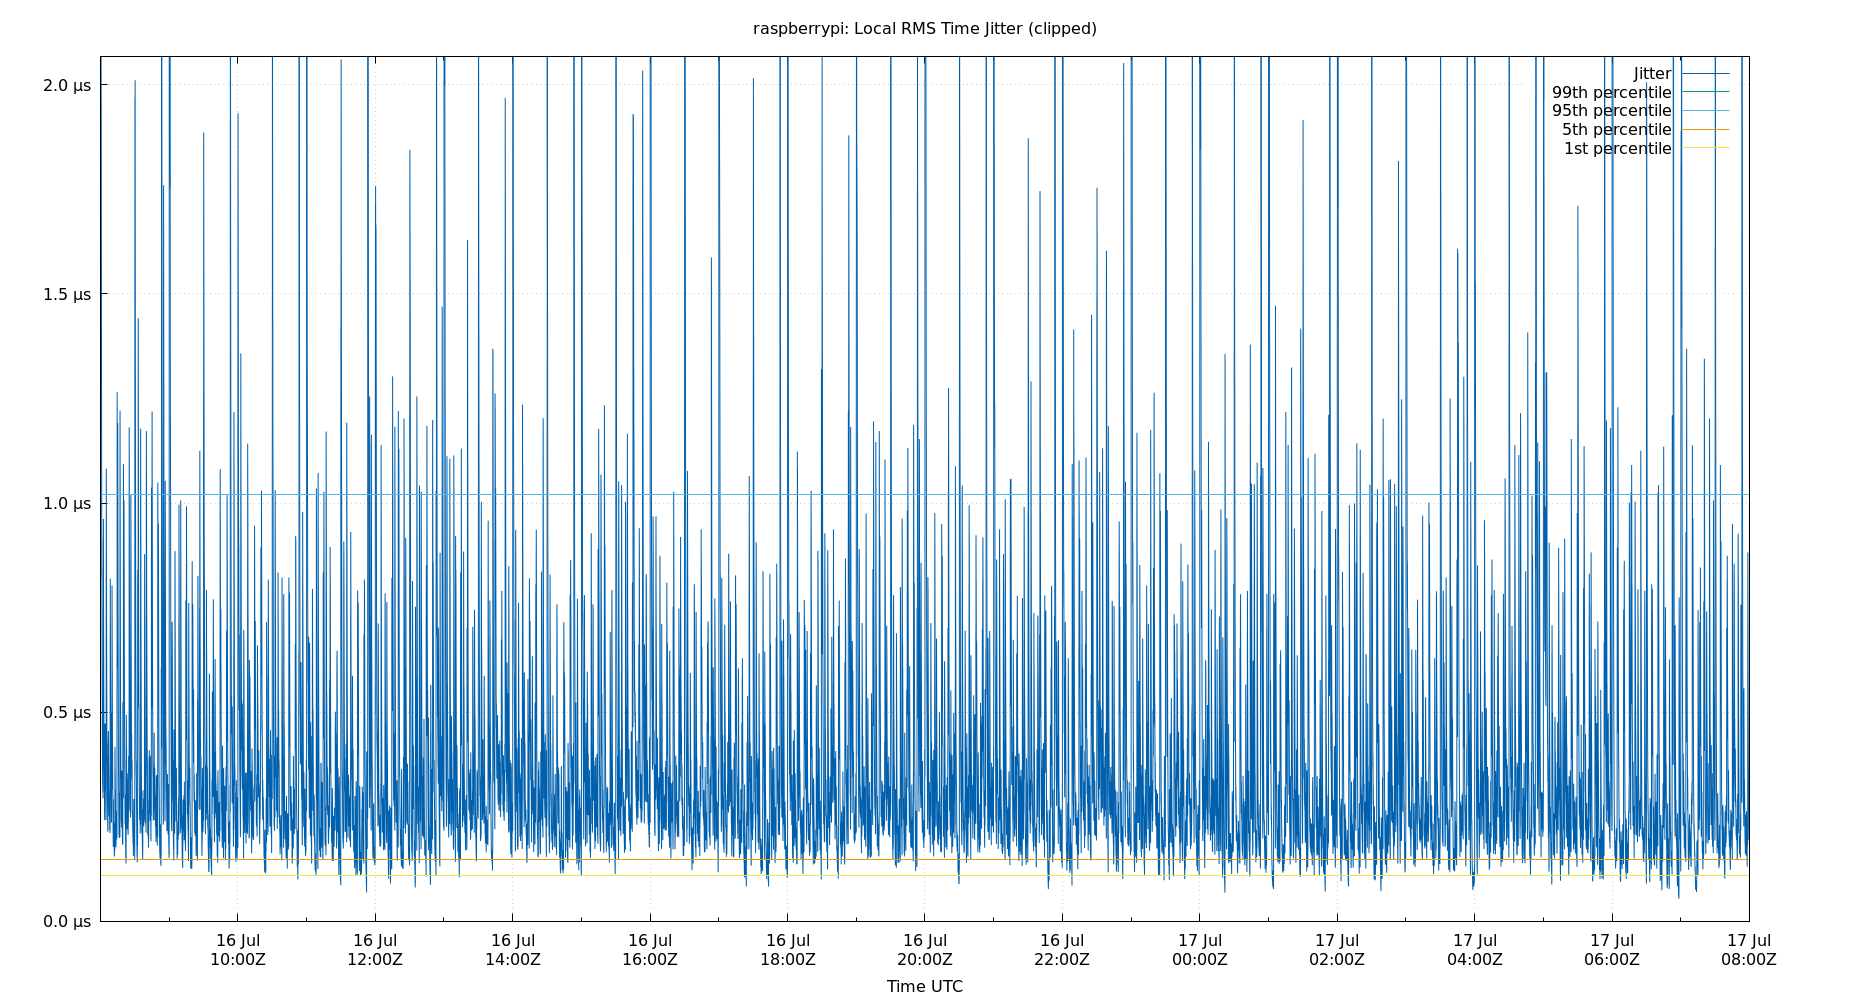 raspberrypi: Local RMS Time Jitter (clipped)
2.0 µs
1.5 µs
1.0 µs
0.5 µs
0.0 µs
Jitter
99th percentile
95th percentile
5th percentile
1st percentile
16 Jul
10:00Z
16 Jul
12:00Z
16 Jul
14:00Z
16 Jul
16:00Z
16 Jul
18:00Z
16 Jul
20:00Z
16 Jul
22:00Z
17 Jul
00:00Z
17 Jul
02:00Z
17 Jul
04:00Z
17 Jul
06:00Z
17 Jul
08:00Z
Time UTC